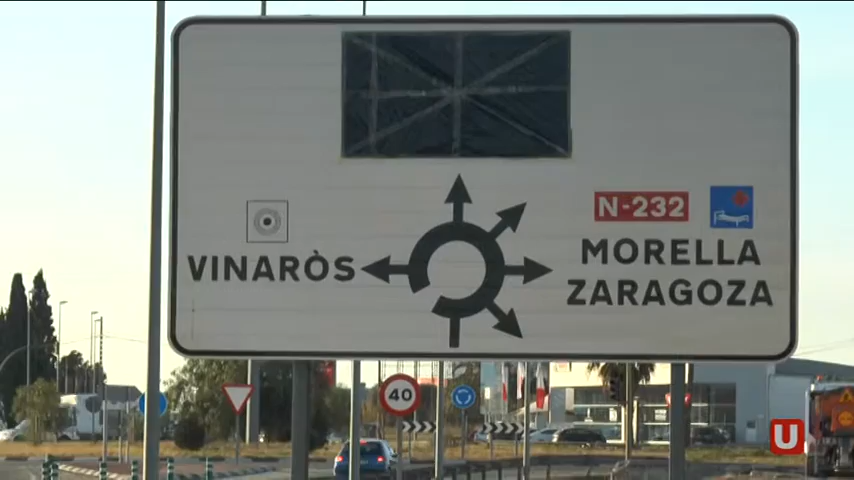 N-232
VINARÒS
MORELLA
ZARAGOZA
40
U